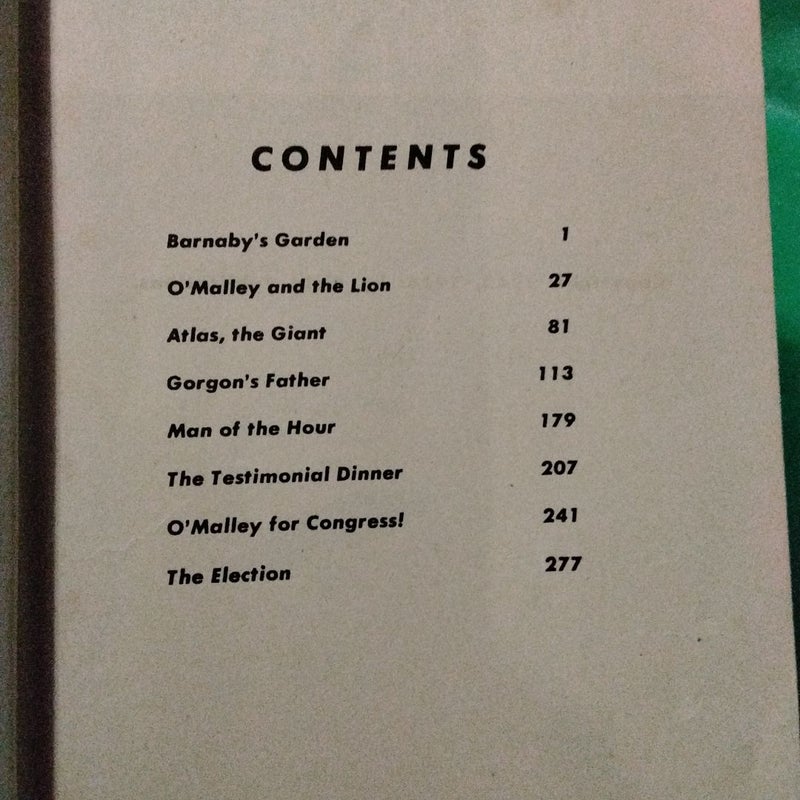 CONTENTS
Barnaby's Garden 1
O'Malley and the Lion 27
Atlas, the Giant 81
Gorgon's Father 113
Man of the Hour 179
The Testimonial Dinner 207
O'Malley for Congress! 241
The Election 277